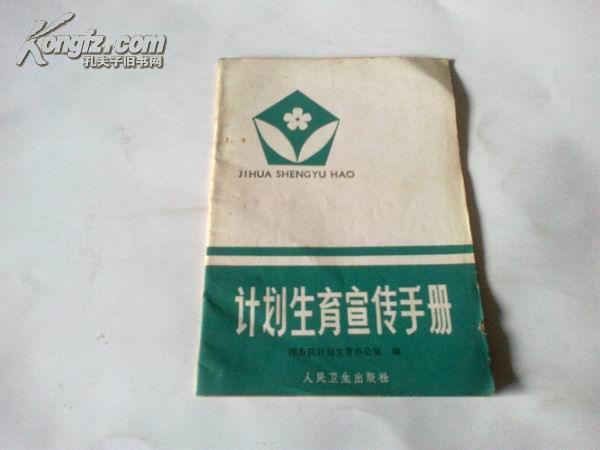 Kongfz.com
孔夫子旧书网
JIHUA SHENGYU HAO
计划生育宣传手册
国务院计划生育办公室 编
人民卫生出版社